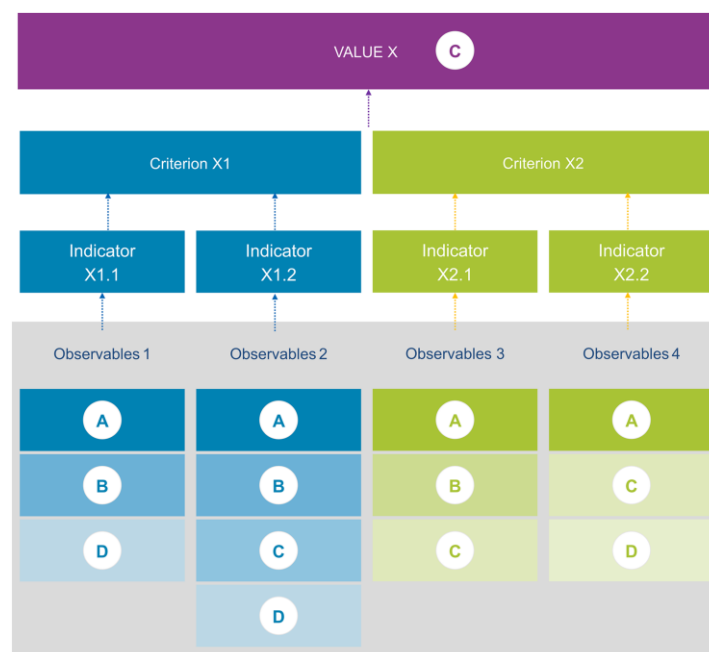 VALUE X C
Criterion X1 Criterion X2
Indicator Indicator Indicator Indicator
X1.1 X1.2 X2.1 X2.2
Observables 1 Observables 2 Observables 3 Observables 4
A A A A
B B B C
D C C D
D